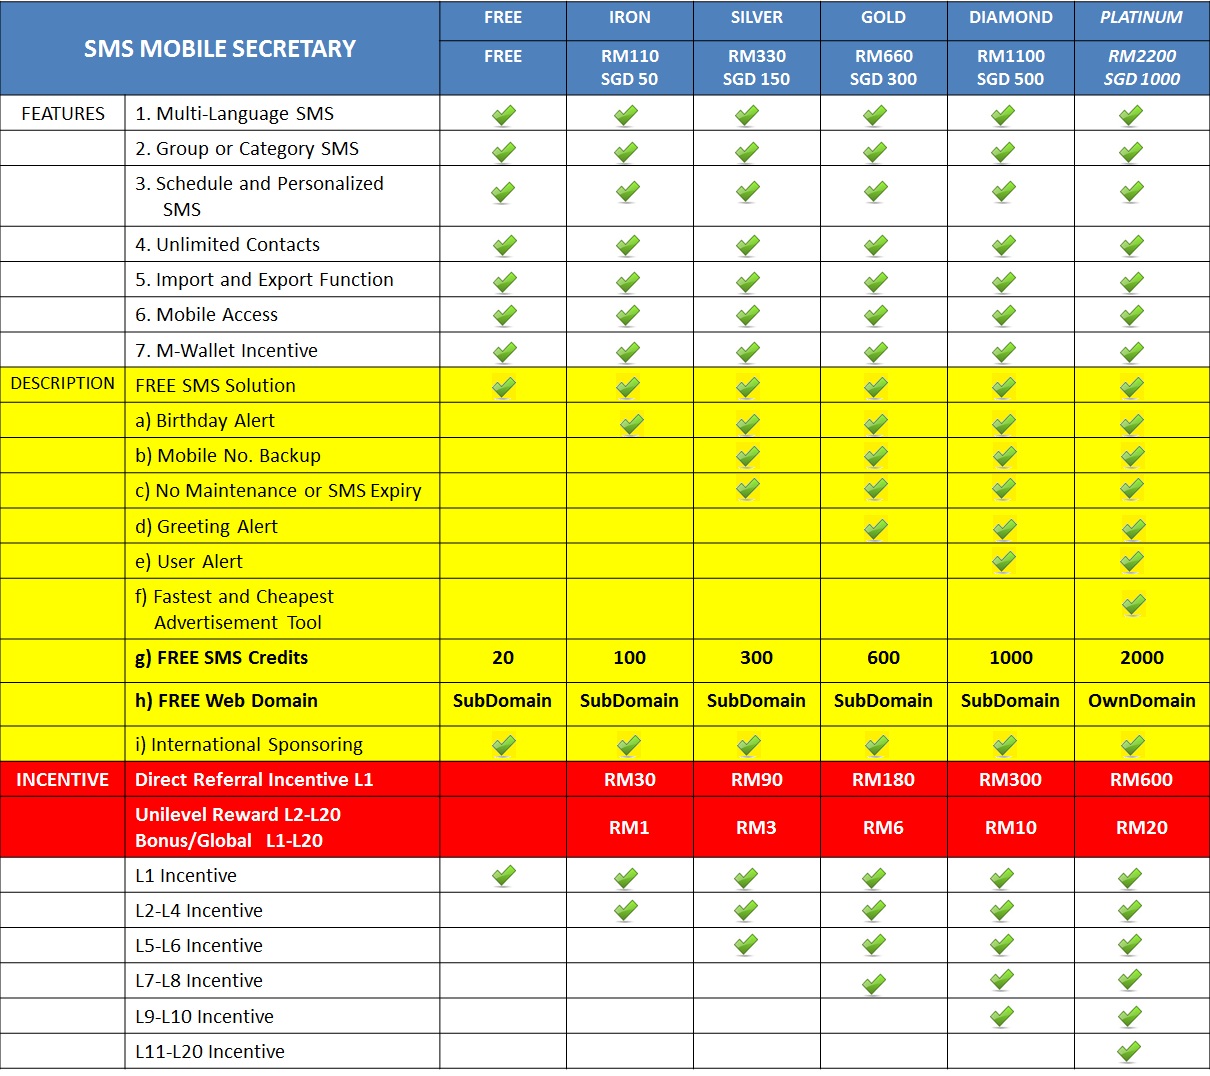 SMS MOBILE SECRETARY
FREE IRON SILVER GOLD DIAMOND PLATINUM
FREE RM110 RM330 RM660 RM1100 RM2200
SGD 50 SGD 150 SGD 300 SGD 500 SGD 1000
FEATURES 1. Multi-Language SMS
2. Group or Category SMS
3. Schedule and Personalized
SMS
4. Unlimited Contacts
5. Import and Export Function
6. Mobile Access
7. M-Wallet Incentive
DESCRIPTION FREE SMS Solution
a) Birthday Alert
b) Mobile No. Backup
c) No Maintenance or SMS Expiry
d) Greeting Alert
e) User Alert
f) Fastest and Cheapest
Advertisement Tool
g) FREE SMS Credits 20 100 300 600 1000 2000
h) FREE Web Domain SubDomain SubDomain SubDomain SubDomain SubDomain OwnDomain
i) International Sponsoring
INCENTIVE Direct Referral Incentive L1 RM30 RM90 RM180 RM300 RM600
Unilevel Reward L2-L20
Bonus/Global L1-L20 RM1 RM3 RM6 RM10 RM20
L1 Incentive
L2-L4 Incentive
L5-L6 Incentive
L7-L8 Incentive
L9-L10 Incentive
L11-L20 Incentive